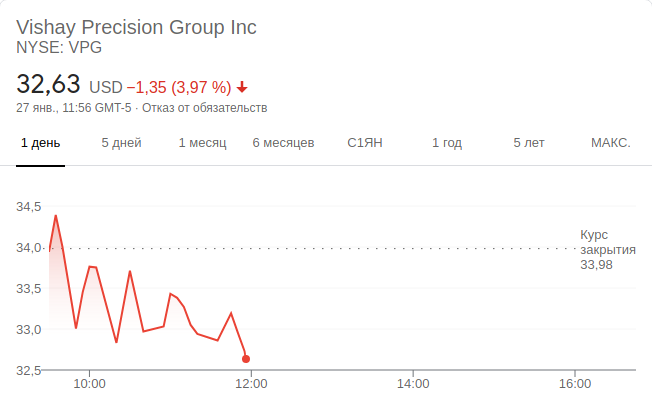 Vishay Precision Group Inc
NYSE: VPG
32,63 USD −1,35 (3,97 %)
27 янв., 11:56 GMT-5 · Отказ от обязательств
1 день 5 дней 1 месяц 6 месяцев С1ЯН 1 год 5 лет МАКС.
34,5
34,0
33,5
33,0
32,5
Курс
закрытия
33,98
10:00 12:00 14:00 16:00